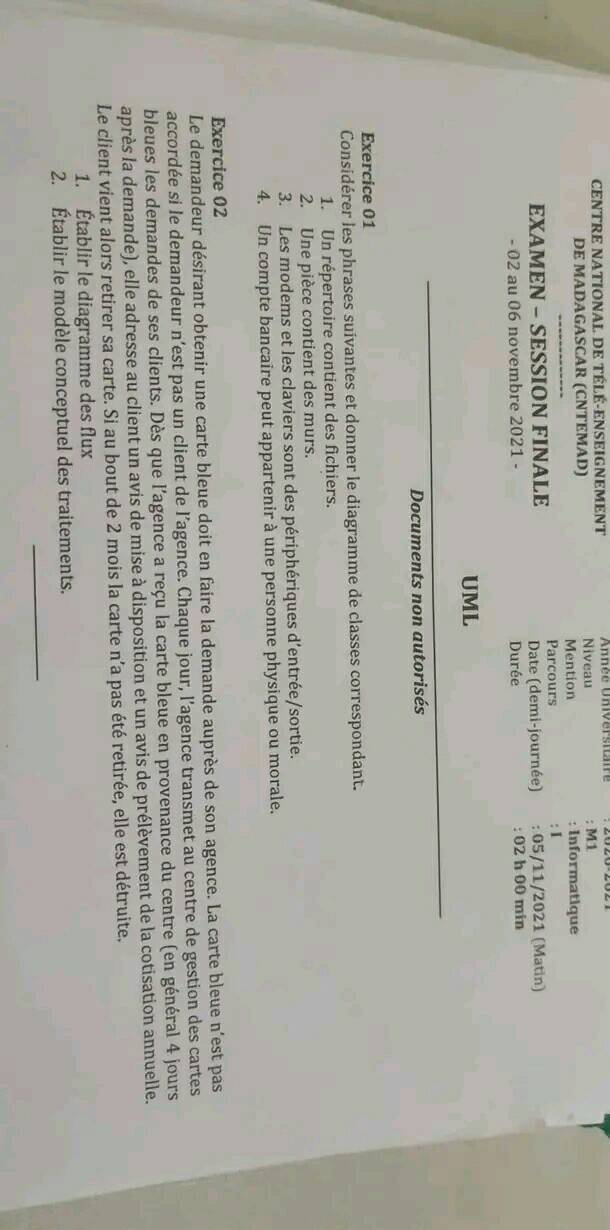 CENTRE NATIONAL DE TÉLÉ-ENSEIGNEMENT
DE MADAGASCAR (CNTEMAD)
------------
EXAMEN – SESSION FINALE
- 02 au 06 novembre 2021 -
Année Universitaire : 2020-2021
Niveau : M1
Mention : Informatique
Parcours : I
Date (demi-journée) : 05/11/2021 (Matin)
Durée : 02 h 00 min
UML
Documents non autorisés
Exercice 01
Considérer les phrases suivantes et donner le diagramme de classes correspondant.
1. Un répertoire contient des fichiers.
2. Une pièce contient des murs.
3. Les modems et les claviers sont des périphériques d'entrée/sortie.
4. Un compte bancaire peut appartenir à une personne physique ou morale.
Exercice 02
Le demandeur désirant obtenir une carte bleue doit en faire la demande auprès de son agence. La carte bleue n'est pas
accordée si le demandeur n'est pas un client de l'agence. Chaque jour, l'agence transmet au centre de gestion des cartes
bleues les demandes de ses clients. Dès que l'agence a reçu la carte bleue en provenance du centre (en général 4 jours
après la demande), elle adresse au client un avis de mise à disposition et un avis de prélèvement de la cotisation annuelle.
Le client vient alors retirer sa carte. Si au bout de 2 mois la carte n'a pas été retirée, elle est détruite.
1. Établir le diagramme des flux
2. Établir le modèle conceptuel des traitements.